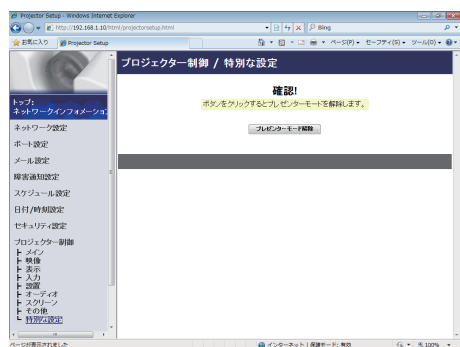 Projector Setup - Windows Internet Explorer
http://192.168.1.10/html/projectorsetup.html
Bing
お気に入り
Projector Setup
ページ(P)
セーフティ(S)
ツール(O)
プロジェクター制御 / 特別な設定
確認!
ボタンをクリックするとプレゼンターモードを解除します。
プレゼンターモード解除
トップ:
ネットワークインフォメーション
ネットワーク設定
ポート設定
メール設定
障害通知設定
スケジュール設定
日付/時刻設定
セキュリティ設定
プロジェクター制御
├ メイン
├ 映像
├ 表示
├ 入力
├ 設置
├ オーディオ
├ スクリーン
├ その他
└ 特別な設定
ページが表示されました
インターネット | 保護モード: 有効
100%